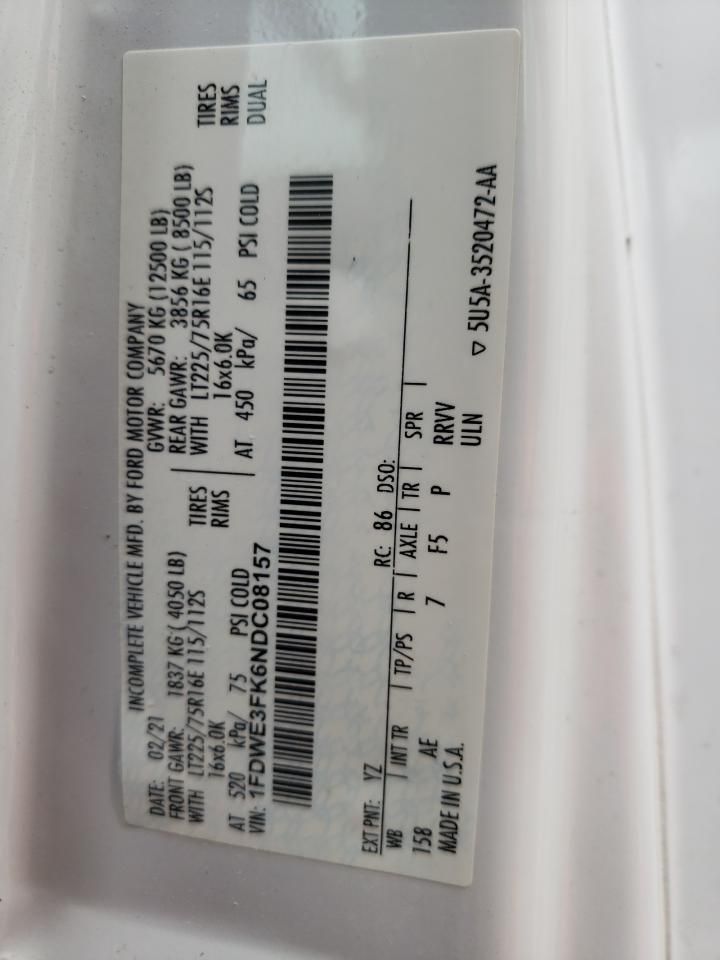 INCOMPLETE VEHICLE MFD. BY FORD MOTOR COMPANY
DATE: 02/21 GVWR: 5670 KG (12500 LB)
FRONT GAWR: 1837 KG (4050 LB) REAR GAWR: 3856 KG (8500 LB)
WITH LT225/75R16E 115/112S TIRES WITH LT225/75R16E 115/112S TIRES
16x6.0K RIMS 16x6.0K RIMS
AT 520 kPa/ 75 PSI COLD AT 450 kPa/ 65 PSI COLD DUAL
VIN: 1FDWE3FK6NDC08157
EXT PNT: YZ RC: 86 DSO:
WB INT TR TP/PS R AXLE TR SPR
158 AE 7 F5 P RRVV
MADE IN U.S.A. ULN
▽ 5U5A-3520472-AA